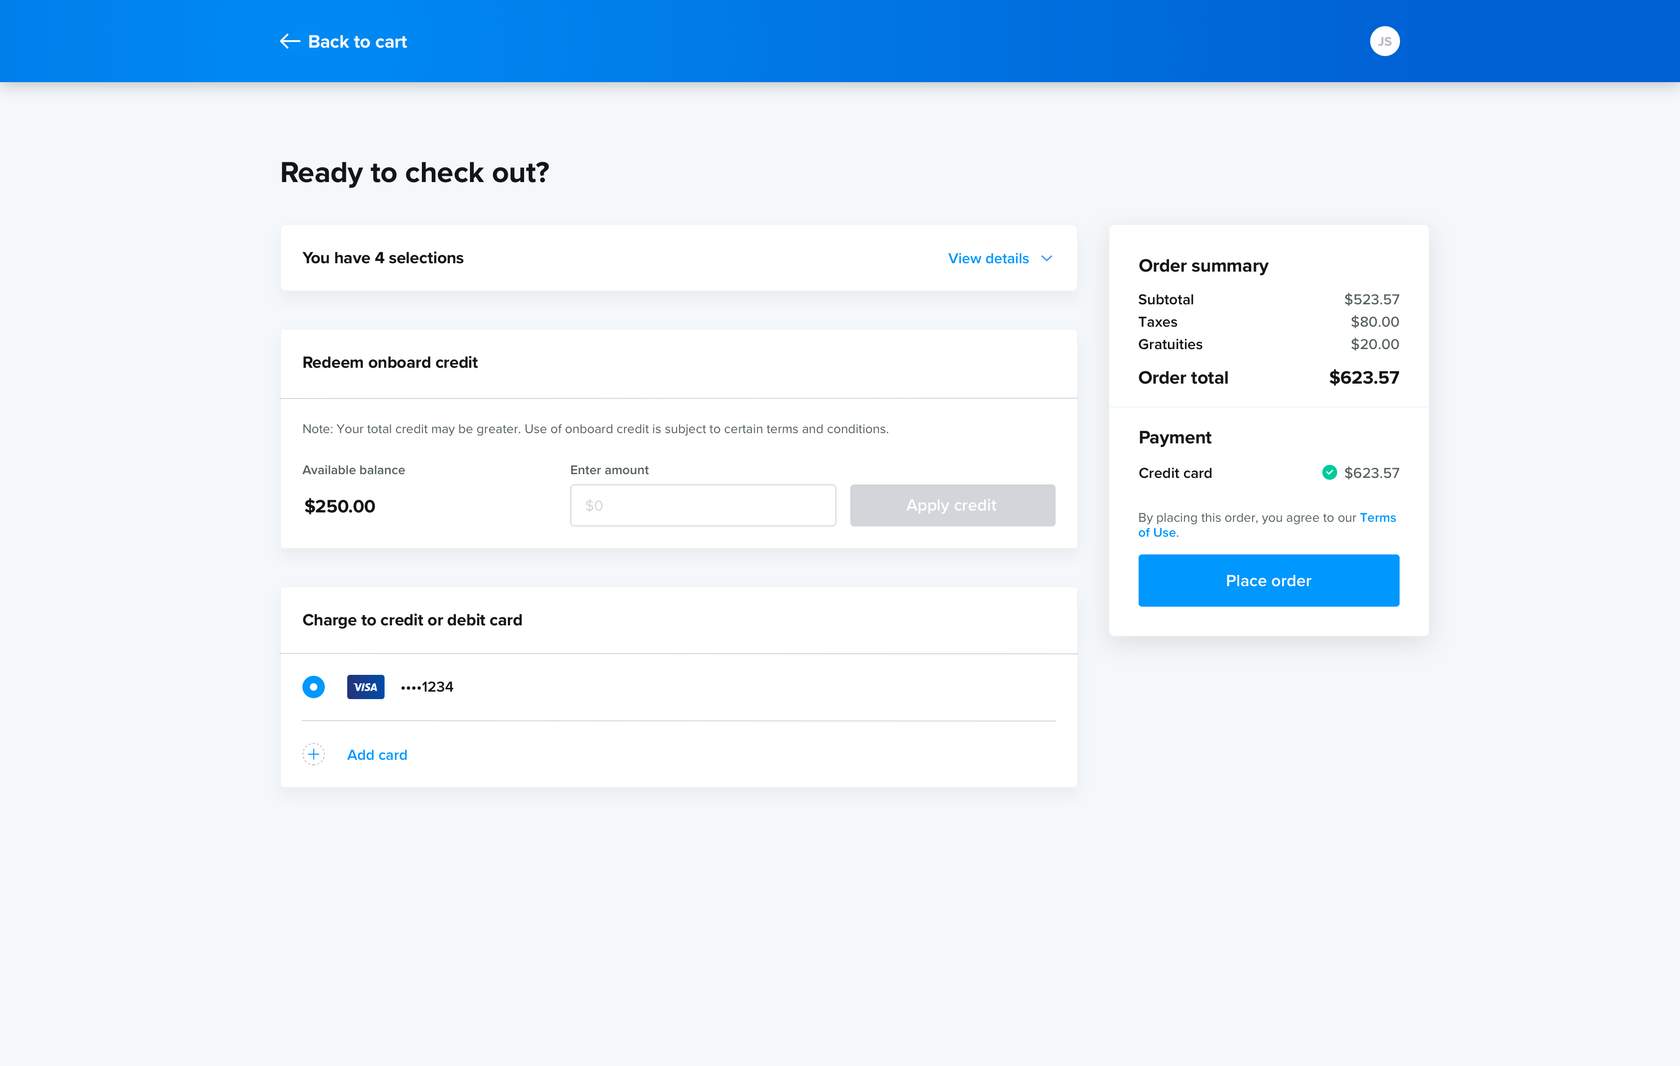 Back to cart
JS
Ready to check out?
You have 4 selections
View details
Redeem onboard credit
Note: Your total credit may be greater. Use of onboard credit is subject to certain terms and conditions.
Available balance
$250.00
Enter amount
$0
Apply credit
Charge to credit or debit card
VISA ••••1234
Add card
Order summary
Subtotal $523.57
Taxes $80.00
Gratuities $20.00
Order total $623.57
Payment
Credit card $623.57
By placing this order, you agree to our Terms
of Use.
Place order